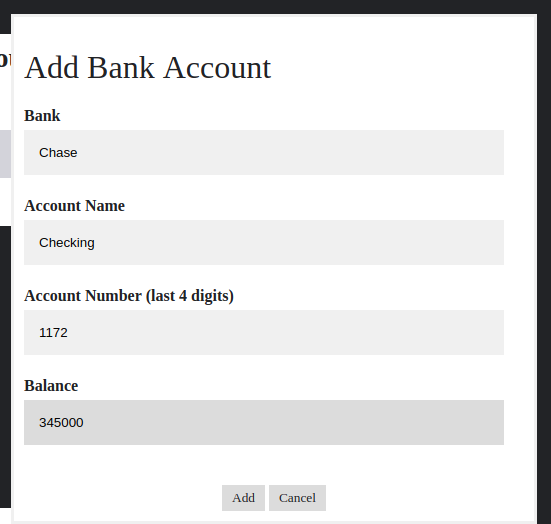 Add Bank Account
Bank
Chase
Account Name
Checking
Account Number (last 4 digits)
1172
Balance
345000
Add Cancel